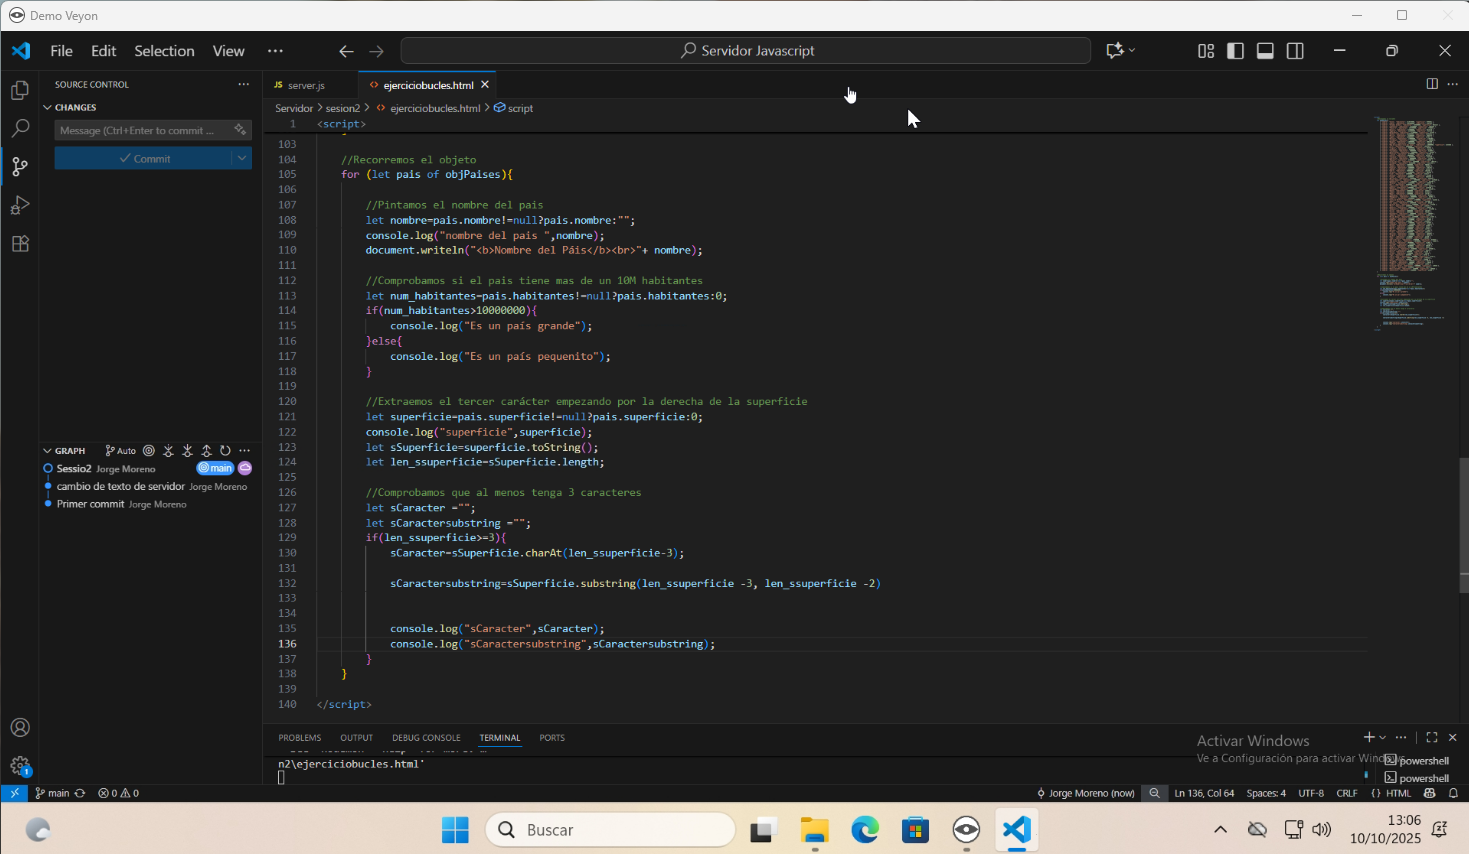 Demo Veyon
File Edit Selection View ··· Servidor Javascript
SOURCE CONTROL
CHANGES
Message (Ctrl+Enter to commit ...
Commit
GRAPH Auto
Sessio2 Jorge Moreno main
cambio de texto de servidor Jorge Moreno
Primer commit Jorge Moreno
JS server.js <> ejerciciobucles.html
Servidor > sesion2 > <> ejerciciobucles.html > script
1 <script>
103
104 //Recorremos el objeto
105 for (let pais of objPaises){
106
107 //Pintamos el nombre del pais
108 let nombre=pais.nombre!=null?pais.nombre:"";
109 console.log("nombre del pais ",nombre);
110 document.writeln("<b>Nombre del Páis</b><br>"+ nombre);
111
112 //Comprobamos si el pais tiene mas de un 10M habitantes
113 let num_habitantes=pais.habitantes!=null?pais.habitantes:0;
114 if(num_habitantes>10000000){
115 console.log("Es un país grande");
116 }else{
117 console.log("Es un país pequenito");
118 }
119
120 //Extraemos el tercer carácter empezando por la derecha de la superficie
121 let superficie=pais.superficie!=null?pais.superficie:0;
122 console.log("superficie",superficie);
123 let sSuperficie=superficie.toString();
124 let len_ssuperficie=sSuperficie.length;
125
126 //Comprobamos que al menos tenga 3 caracteres
127 let sCaracter ="";
128 let sCaractersubstring ="";
129 if(len_ssuperficie>=3){
130 sCaracter=sSuperficie.charAt(len_ssuperficie-3);
131
132 sCaractersubstring=sSuperficie.substring(len_ssuperficie -3, len_ssuperficie -2)
133
134
135 console.log("sCaracter",sCaracter);
136 console.log("sCaractersubstring",sCaractersubstring);
137 }
138 }
139
140 </script>
PROBLEMS OUTPUT DEBUG CONSOLE TERMINAL PORTS
n2\ejerciciobucles.html'
powershell
powershell
Activar Windows
Ve a Configuración para activar
main 0 0 Jorge Moreno (now) Ln 136, Col 64 Spaces: 4 UTF-8 CRLF {} HTML
1
Buscar
13:06
10/10/2025